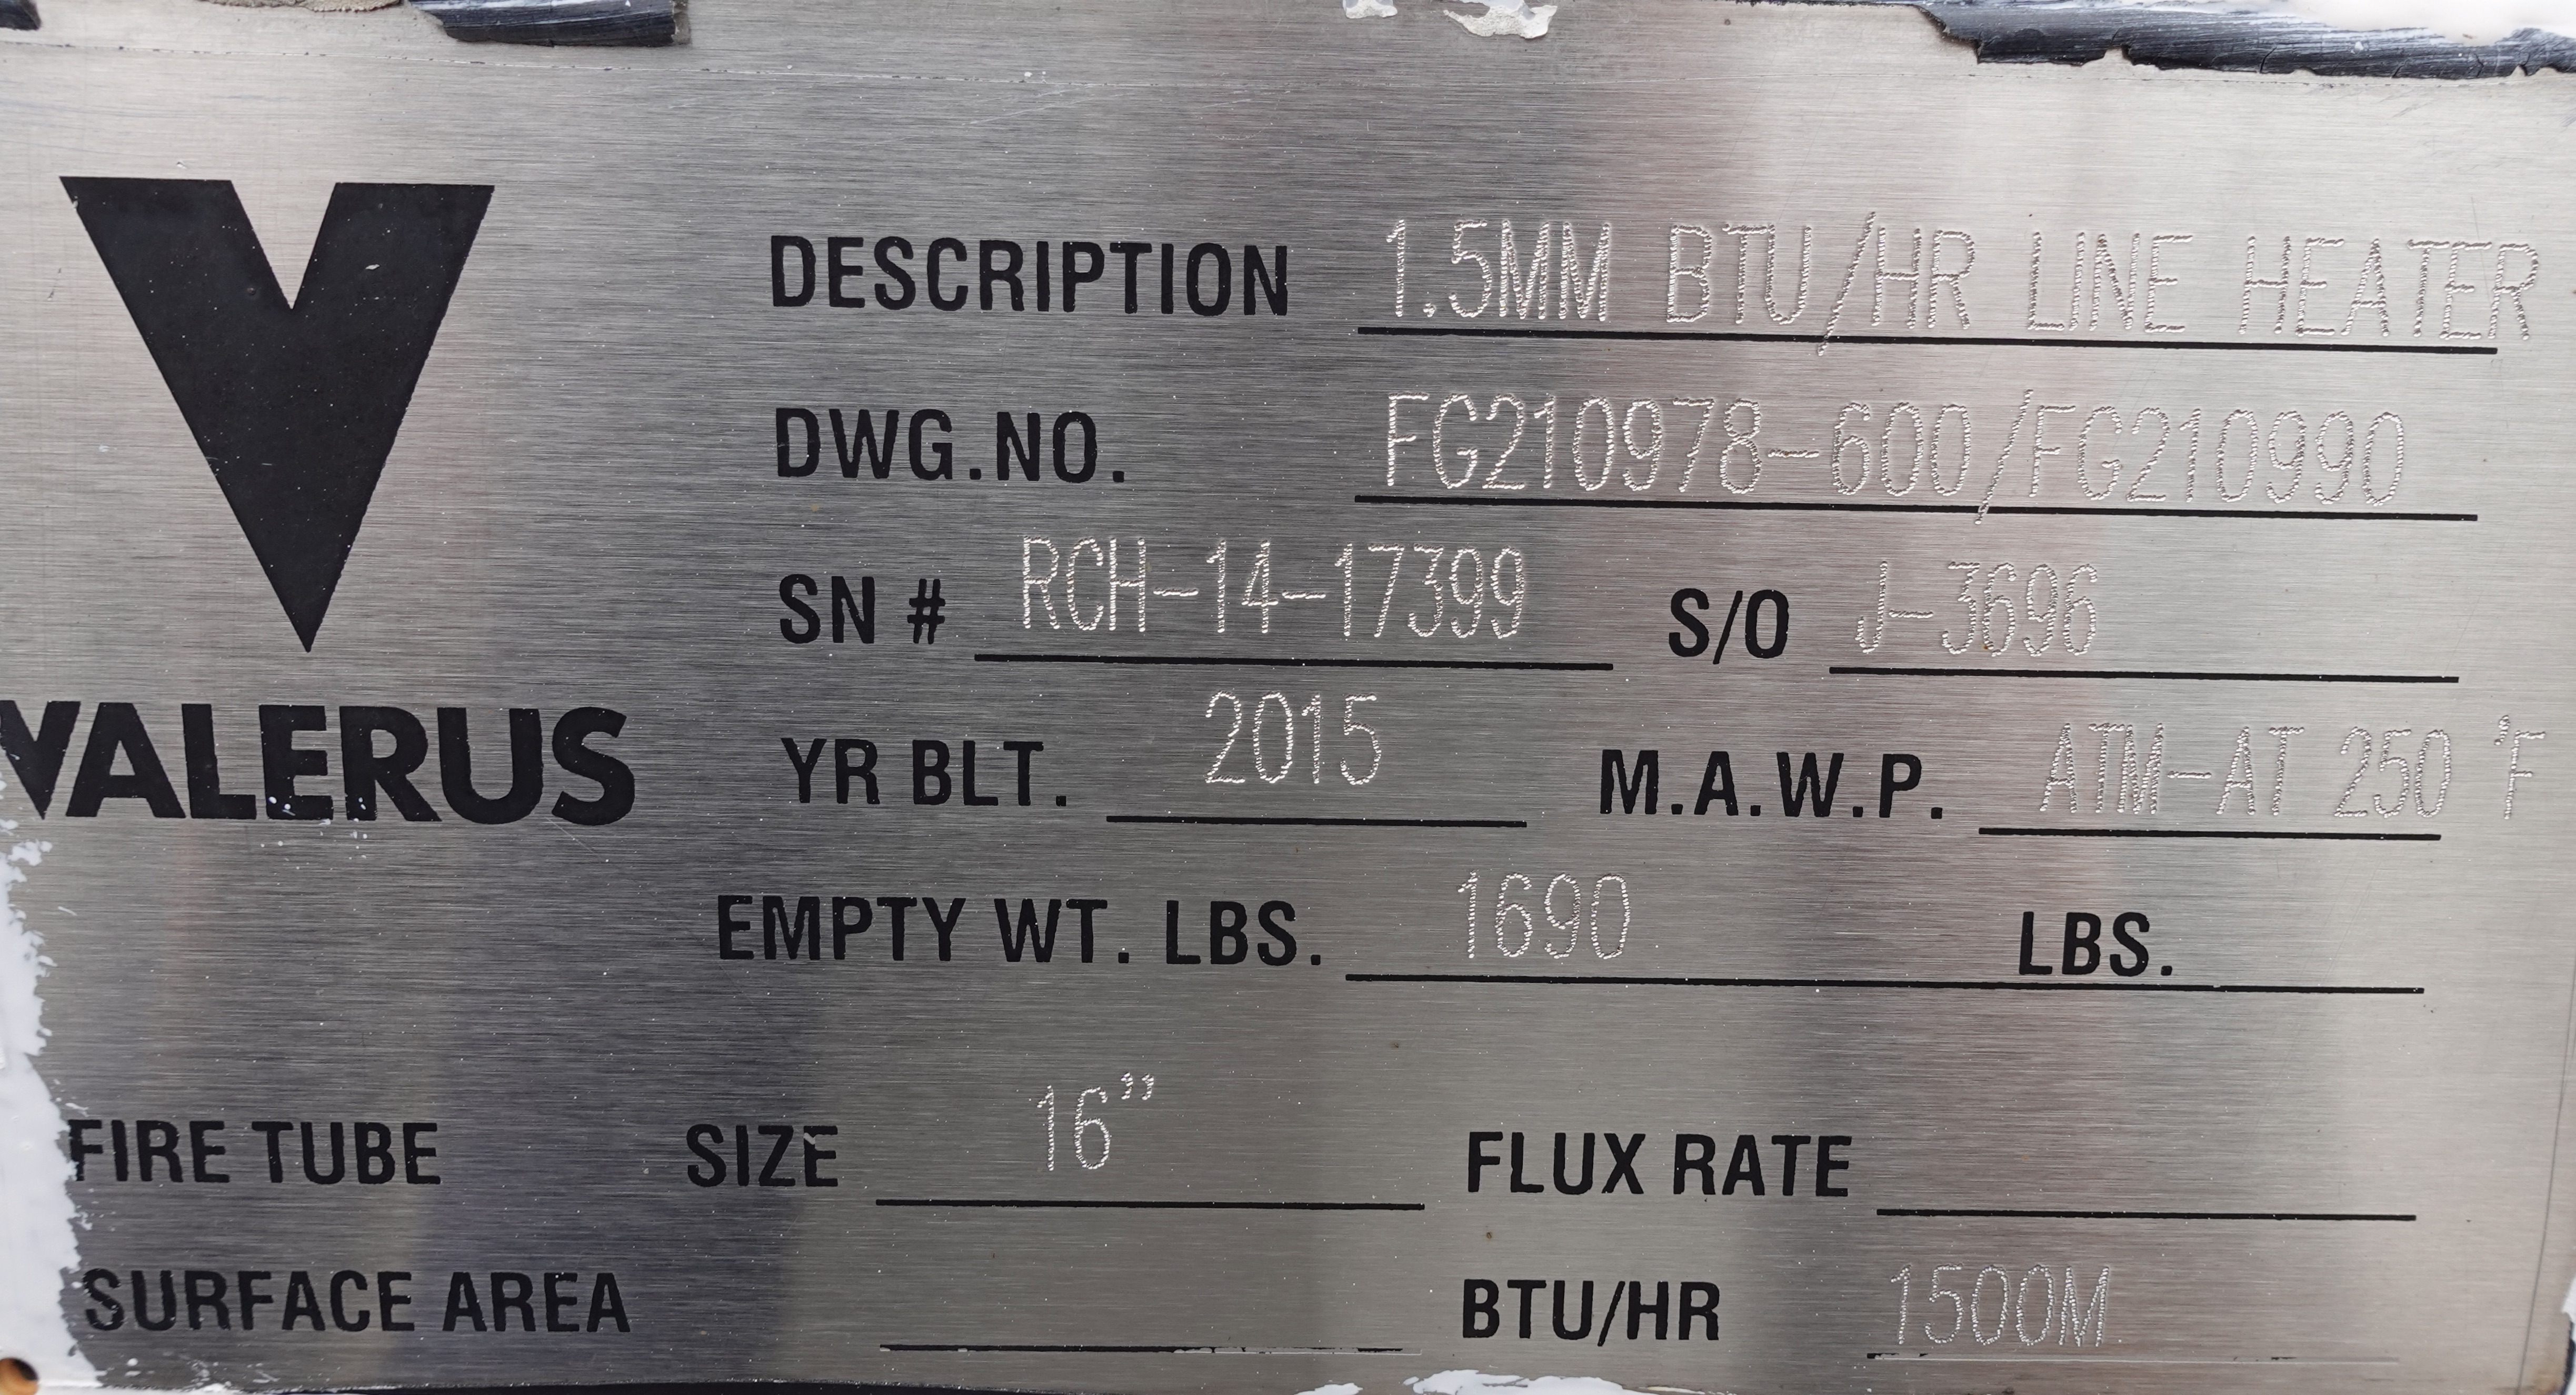 DESCRIPTION 1.5MM BTU/HR LINE HEATER
DWG.NO. FG210978-600/FG210990
SN # RCH-14-17399 S/O J-3696
VALERUS
YR BLT. 2015 M.A.W.P. ATM-AT 250 °F
EMPTY WT. LBS. 1690 LBS.
FIRE TUBE SIZE 16" FLUX RATE
SURFACE AREA BTU/HR 1500M